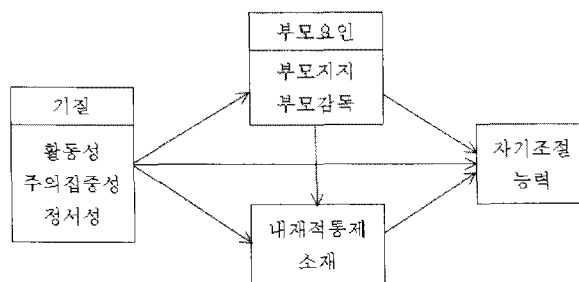 부모요인
부모지지
부모감독
기질
활동성
주의집중성
정서성
자기조절
능력
내재적통제
소재